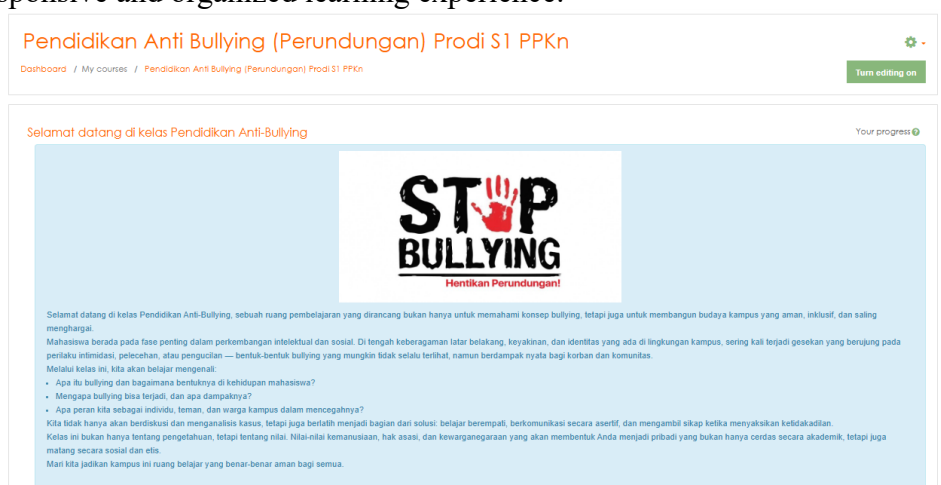 sponsive and organized learning experience.
Pendidikan Anti Bullying (Perundungan) Prodi S1 PPKn
Dashboard / My courses / Pendidikan Anti Bullying (Perundungan) Prodi S1 PPKn
Turn editing on
Selamat datang di kelas Pendidikan Anti-Bullying
Your progress
STOP
BULLYING
Hentikan Perundungan!
Selamat datang di kelas Pendidikan Anti-Bullying, sebuah ruang pembelajaran yang dirancang bukan hanya untuk memahami konsep bullying, tetapi juga untuk membangun budaya kampus yang aman, inklusif, dan saling
menghargai.
Mahasiswa berada pada fase penting dalam perkembangan intelektual dan sosial. Di tengah keberagaman latar belakang, keyakinan, dan identitas yang ada di lingkungan kampus, sering kali terjadi gesekan yang berujung pada
perilaku intimidasi, pelecehan, atau pengucilan — bentuk-bentuk bullying yang mungkin tidak selalu terlihat, namun berdampak nyata bagi korban dan komunitas.
Melalui kelas ini, kita akan belajar mengenali:
• Apa itu bullying dan bagaimana bentuknya di kehidupan mahasiswa?
• Mengapa bullying bisa terjadi, dan apa dampaknya?
• Apa peran kita sebagai individu, teman, dan warga kampus dalam mencegahnya?
Kita tidak hanya akan berdiskusi dan menganalisis kasus, tetapi juga berlatih menjadi bagian dari solusi: belajar berempati, berkomunikasi secara asertif, dan mengambil sikap ketika menyaksikan ketidakadilan.
Kelas ini bukan hanya tentang pengetahuan, tetapi tentang nilai. Nilai-nilai kemanusiaan, hak asasi, dan kewarganegaraan yang akan membentuk Anda menjadi pribadi yang bukan hanya cerdas secara akademik, tetapi juga
matang secara sosial dan etis.
Mari kita jadikan kampus ini ruang belajar yang benar-benar aman bagi semua.